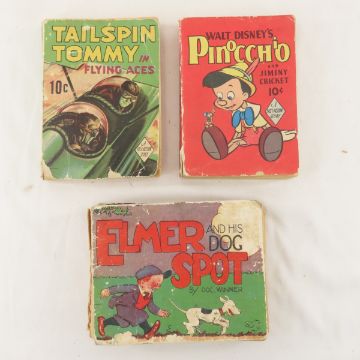 TAILSPIN
TOMMY IN
FLYING ACES
10¢
WALT DISNEY'S
PINOCCHIO
AND
JIMINY
CRICKET
10¢
ELMER
AND HIS
DOG
SPOT
BY DOC WINNER